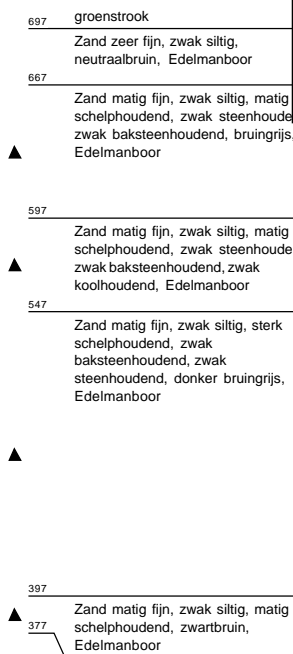 697 groenstrook
Zand zeer fijn, zwak siltig,
neutraalbruin, Edelmanboor
667
Zand matig fijn, zwak siltig, matig
schelphoudend, zwak steenhoude
zwak baksteenhoudend, bruingrijs,
Edelmanboor
597
Zand matig fijn, zwak siltig, matig
schelphoudend, zwak steenhoude
zwak baksteenhoudend, zwak
koolhoudend, Edelmanboor
547
Zand matig fijn, zwak siltig, sterk
schelphoudend, zwak
baksteenhoudend, zwak
steenhoudend, donker bruingrijs,
Edelmanboor
397
Zand matig fijn, zwak siltig, matig
377 schelphoudend, zwartbruin,
Edelmanboor